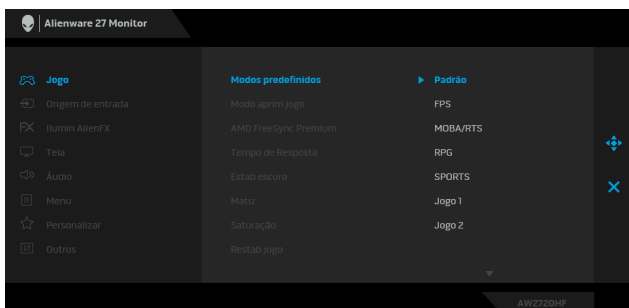 Alienware 27 Monitor
Jogo
Modos predefinidos
Padrão
Origem de entrada
Modo aprim jogo
FPS
FX
Ilumin AlienFX
AMD FreeSync Premium
MOBA/RTS
Tela
Tempo de Resposta
RPG
Áudio
Estab escuro
SPORTS
Menu
Matiz
Jogo 1
Personalizar
Saturação
Jogo 2
Outros
Restab jogo
AW2720HF